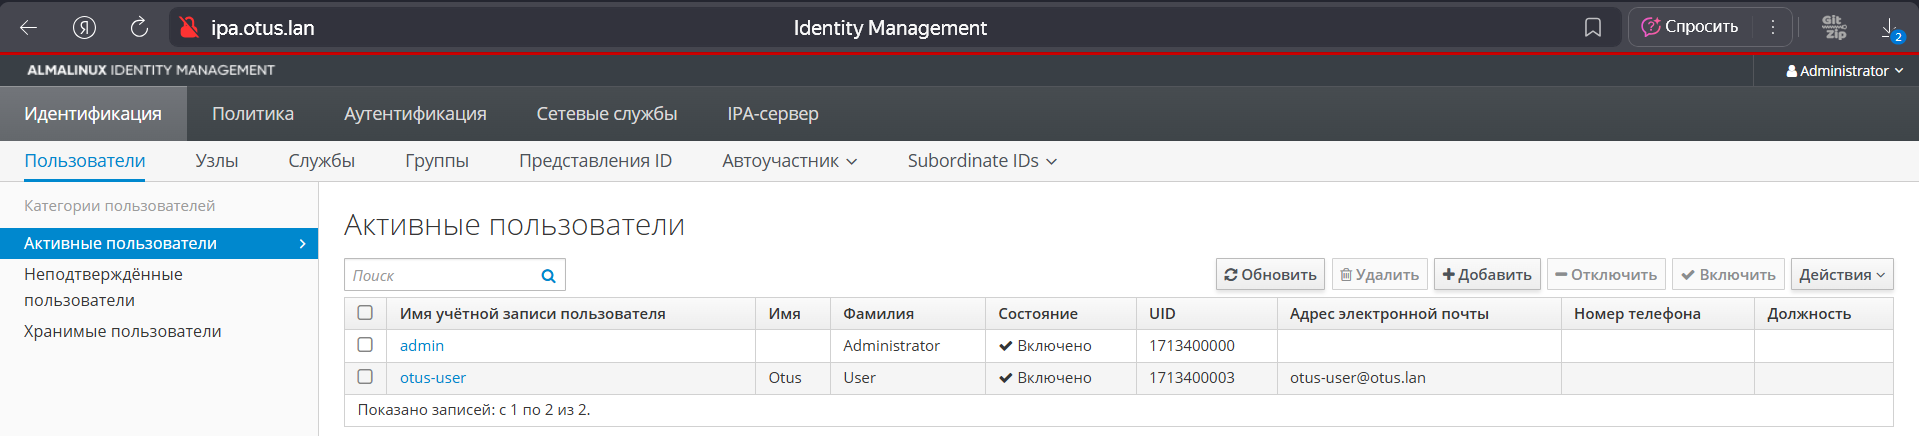 Я ipa.otus.lan Identity Management Спросить Git Zip 2
ALMALINUX IDENTITY MANAGEMENT Administrator
Идентификация Политика Аутентификация Сетевые службы IPA-сервер
Пользователи Узлы Службы Группы Представления ID Автоучастник Subordinate IDs
Категории пользователей
Активные пользователи
Неподтверждённые
пользователи
Хранимые пользователи
Активные пользователи
Поиск Обновить Удалить Добавить Отключить Включить Действия
Имя учётной записи пользователя Имя Фамилия Состояние UID Адрес электронной почты Номер телефона Должность
admin Administrator Включено 1713400000
otus-user Otus User Включено 1713400003 otus-user@otus.lan
Показано записей: с 1 по 2 из 2.